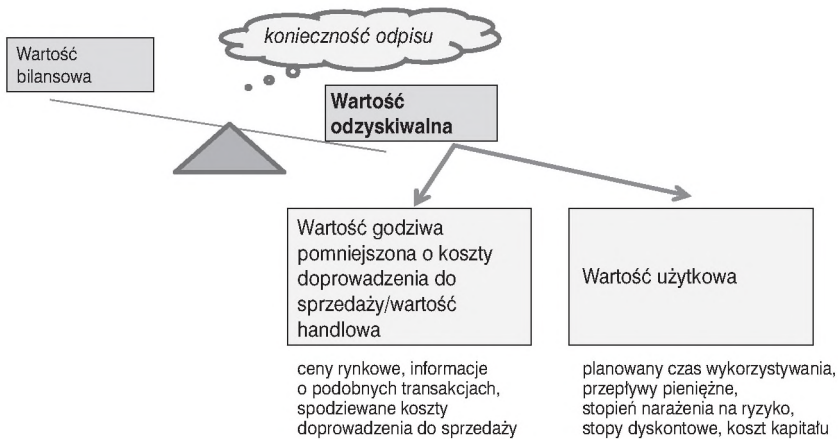 konieczność odpisu
Wartość
bilansowa
Wartość
odzyskiwalna
Wartość godziwa
pomniejszona o koszty
doprowadzenia do
sprzedaży/wartość
handlowa
Wartość użytkowa
ceny rynkowe, informacje
o podobnych transakcjach,
spodziewane koszty
doprowadzenia do sprzedaży
planowany czas wykorzystywania,
przepływy pieniężne,
stopień narażenia na ryzyko,
stopy dyskontowe, koszt kapitału